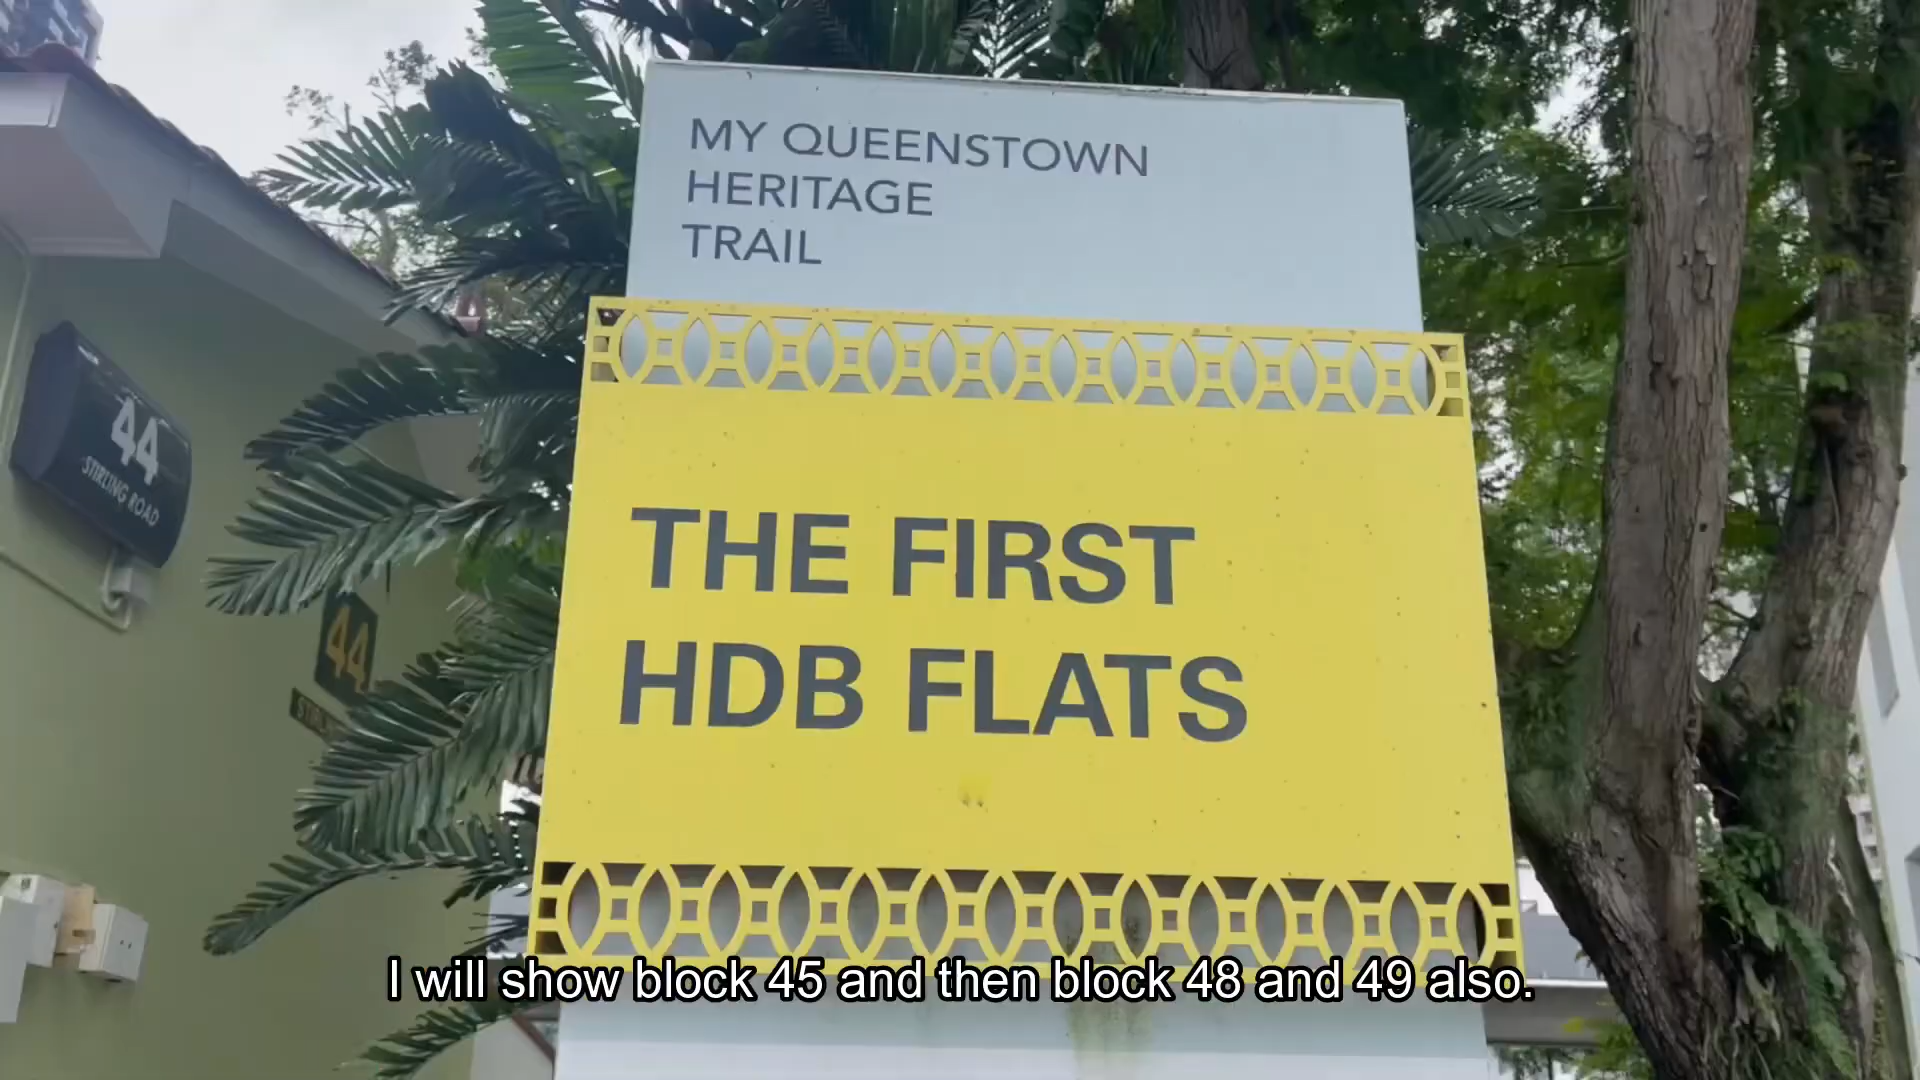 MY QUEENSTOWN
HERITAGE
TRAIL
44
STIRLING ROAD
44
THE FIRST
HDB FLATS
I will show block 45 and then block 48 and 49 also.